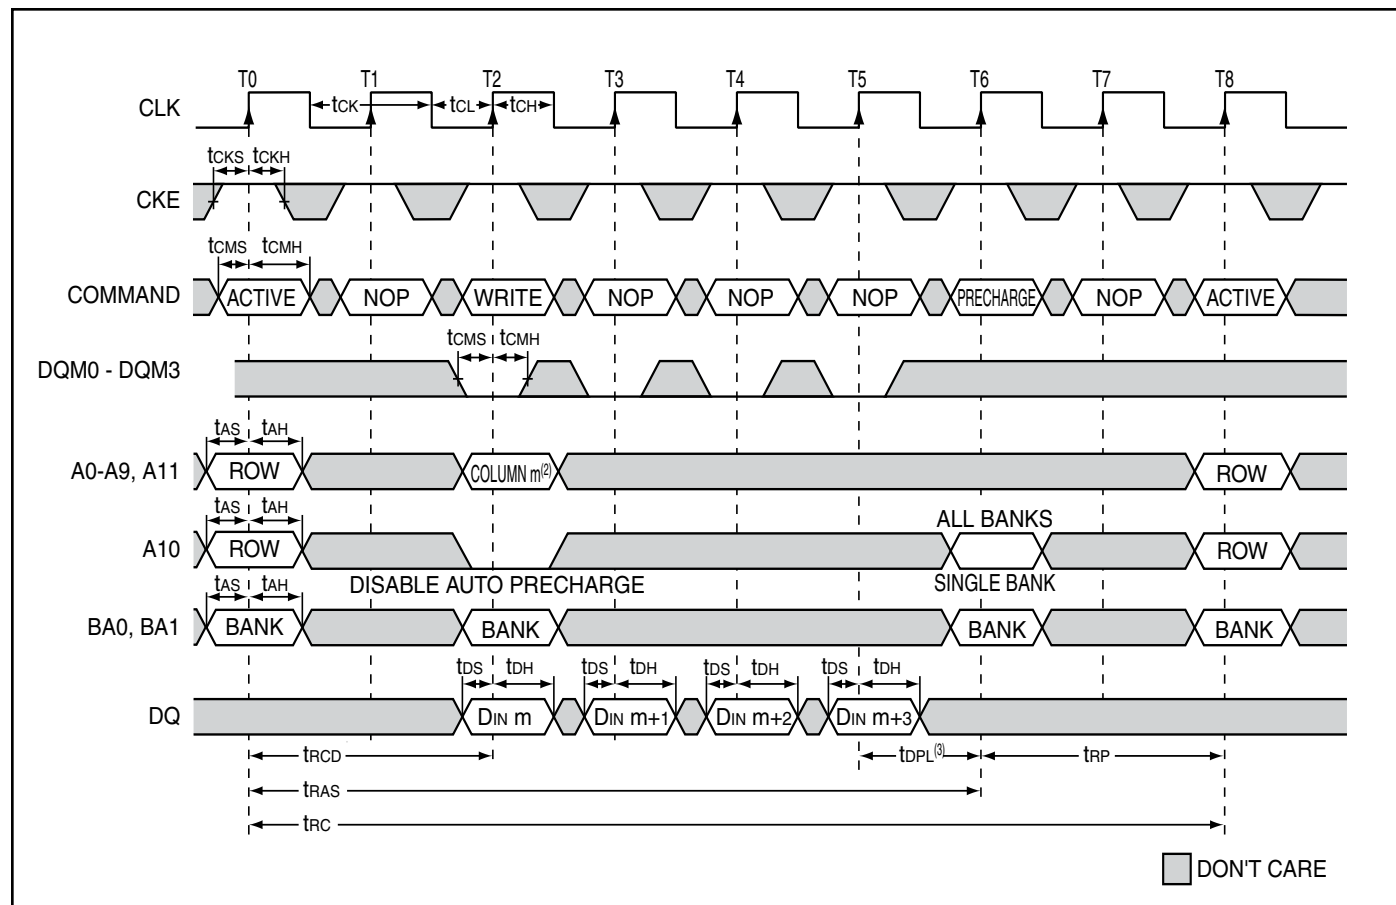 T0 T1 T2 T3 T4 T5 T6 T7 T8
CLK tCK tCL tCH
tCKS tCKH
CKE
tCMS tCMH
COMMAND ACTIVE NOP WRITE NOP NOP NOP PRECHARGE NOP ACTIVE
tCMS tCMH
DQM0 - DQM3
tAS tAH
A0-A9, A11 ROW COLUMN m(2) ROW
tAS tAH
ALL BANKS
A10 ROW ROW
DISABLE AUTO PRECHARGE SINGLE BANK
tAS tAH
BA0, BA1 BANK BANK BANK BANK
tDS tDH tDS tDH tDS tDH tDS tDH
DQ DIN m DIN m+1 DIN m+2 DIN m+3
tRCD tDPL(3) tRP
tRAS
tRC
DON'T CARE